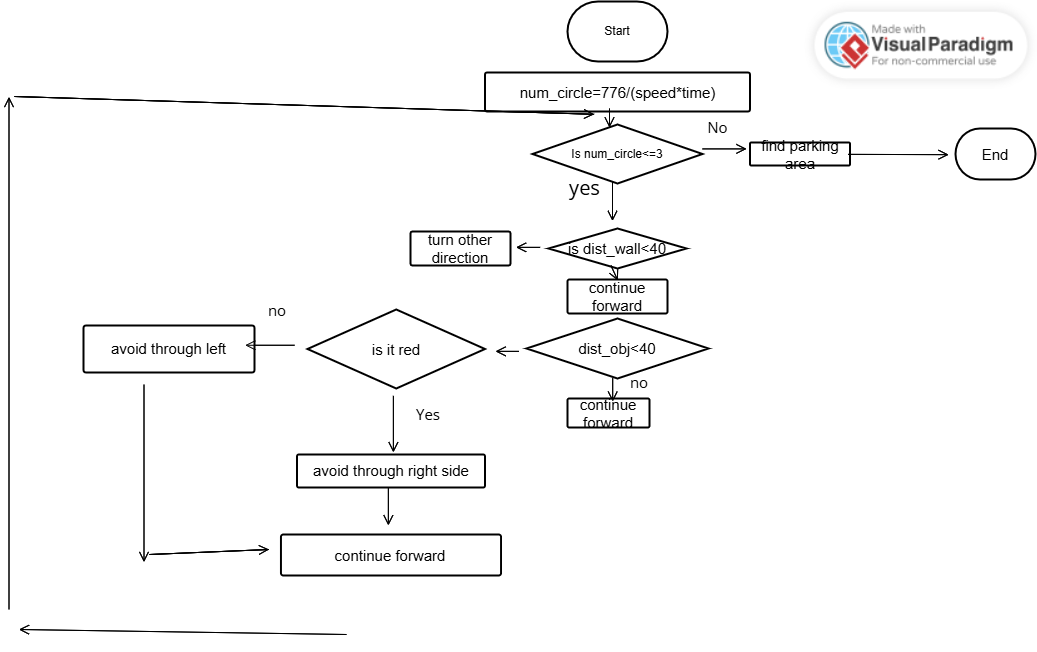 Start
Made with
Visual Paradigm
For non-commercial use
num_circle=776/(speed*time)
No
Is num_circle<=3
find parking
area
End
yes
turn other
direction
is dist_wall<40
continue
forward
no
avoid through left
is it red
dist_obj<40
no
continue
forward
Yes
avoid through right side
continue forward